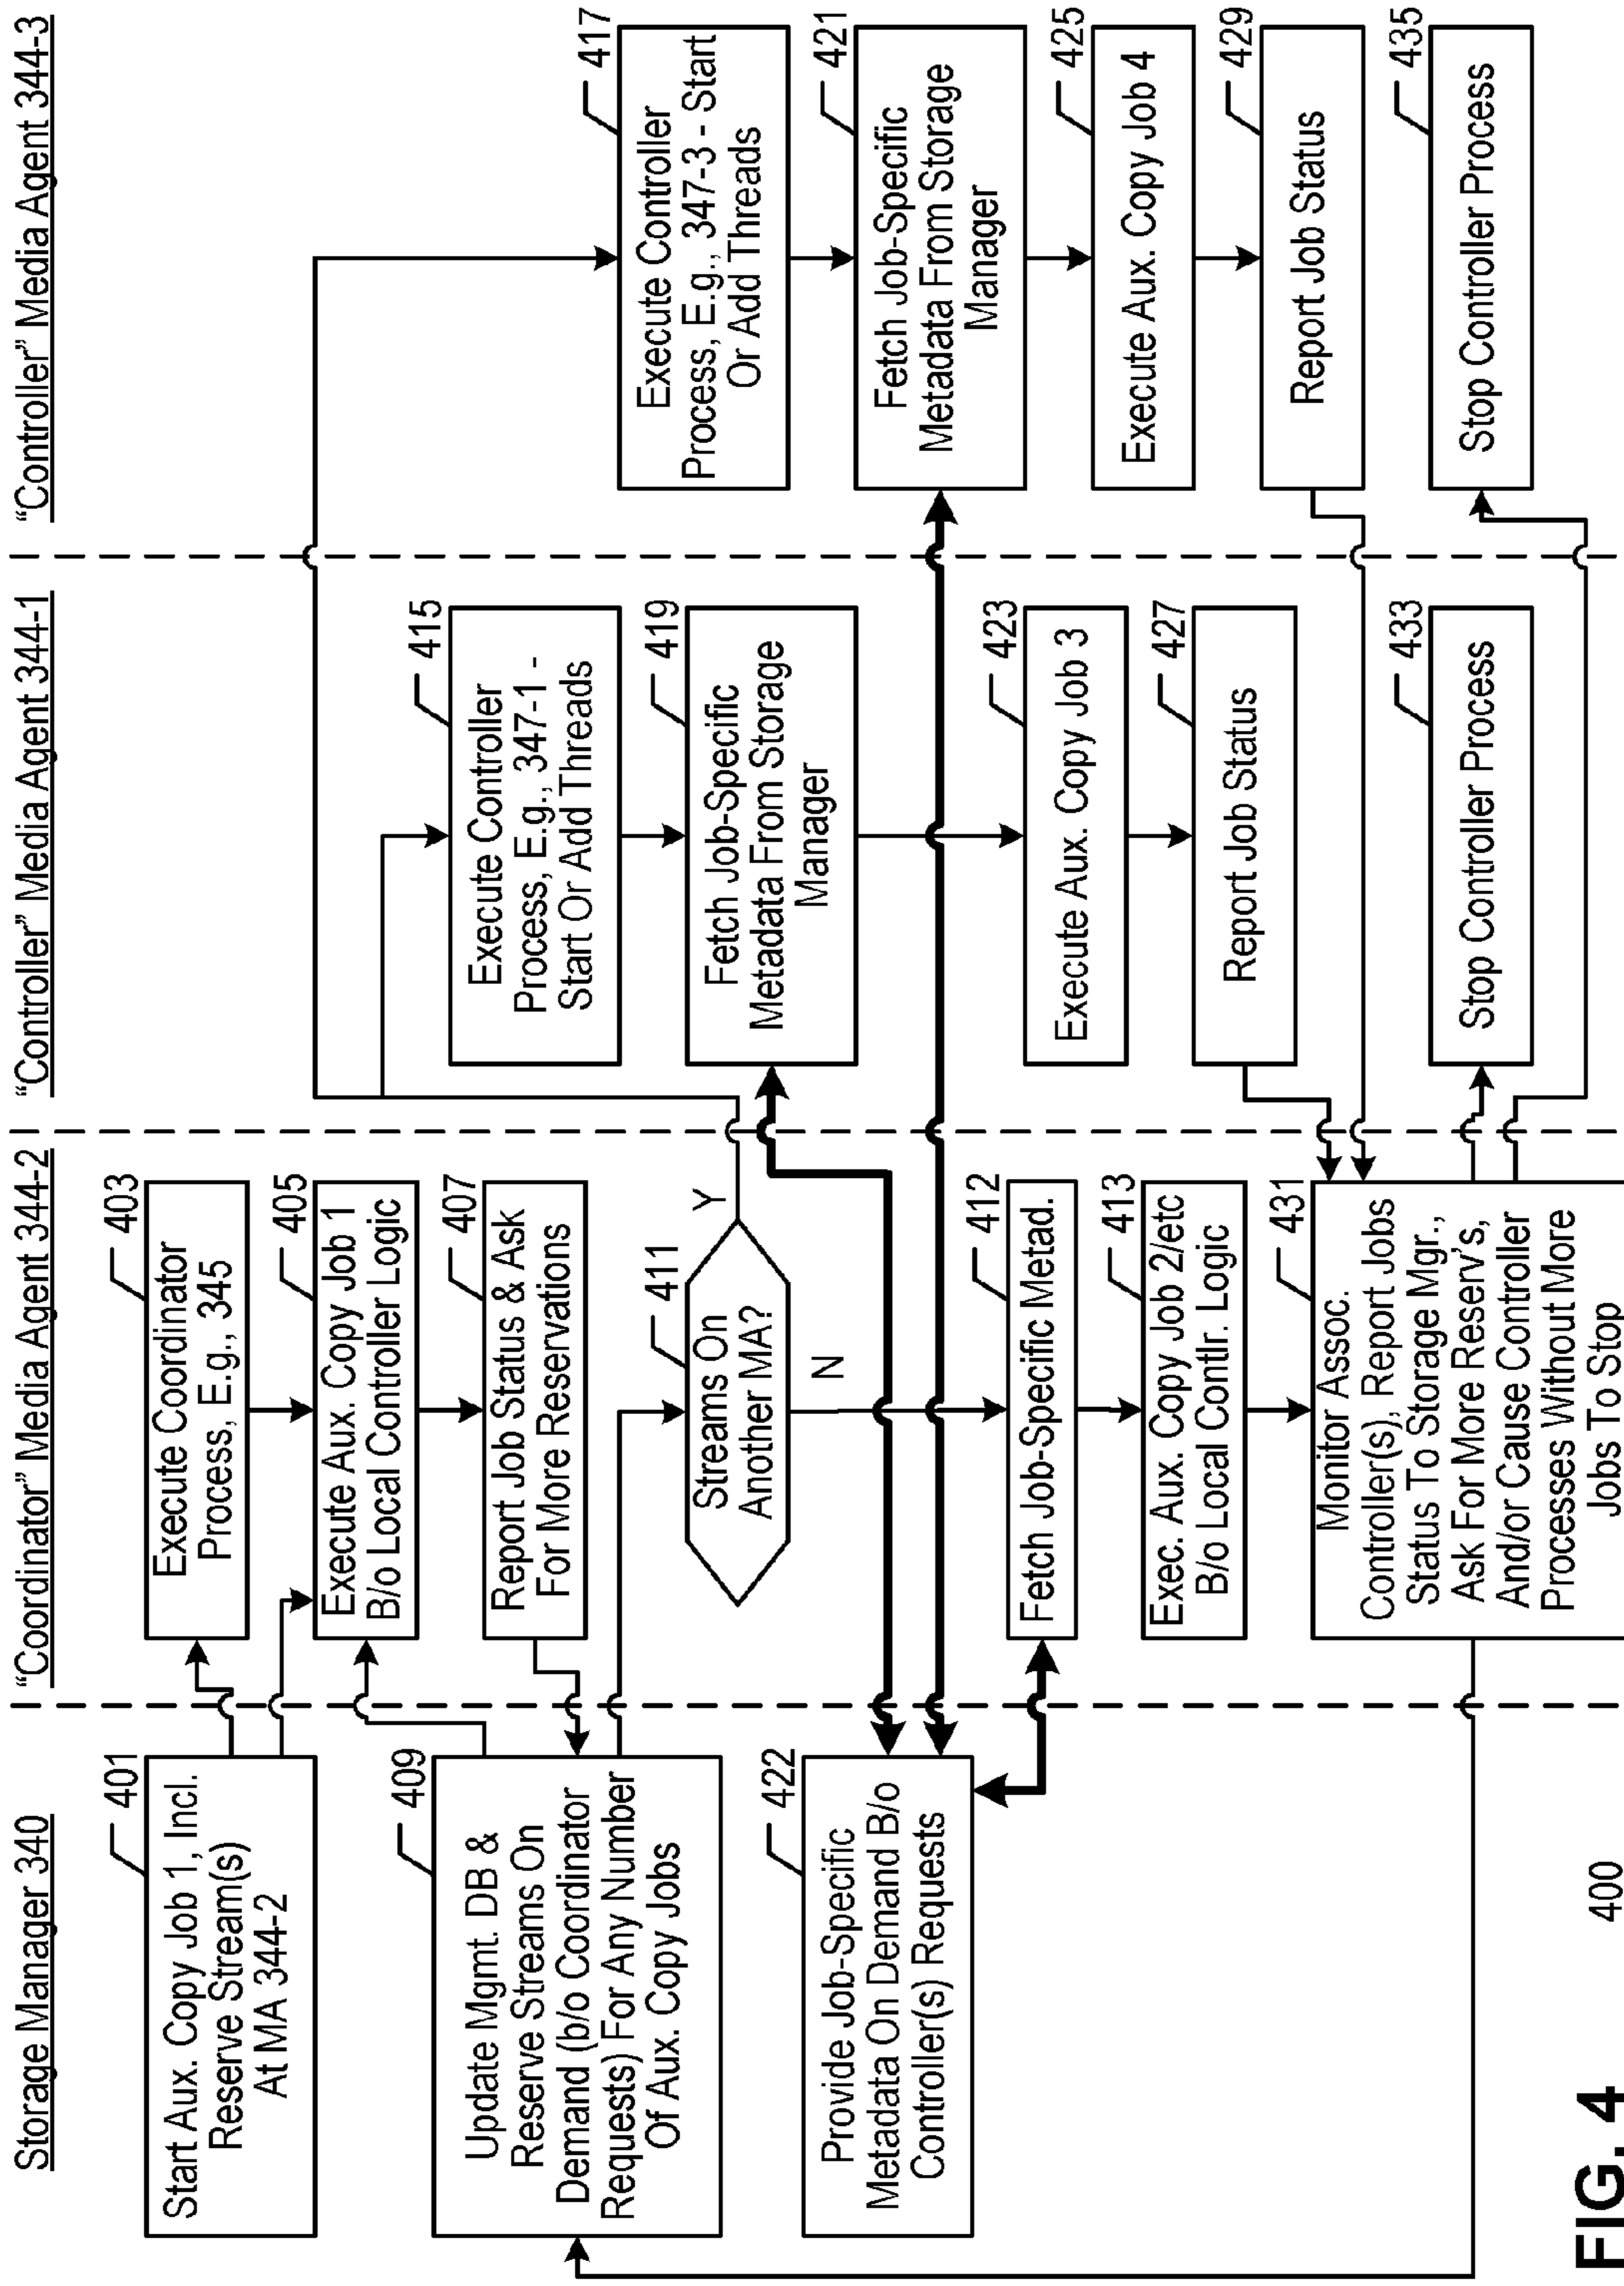 Storage Manager 340
"Coordinator" Media Agent 344-2
"Controller" Media Agent 344-1
"Controller" Media Agent 344-3
401
Start Aux. Copy Job 1, Incl.
Reserve Stream(s)
At MA 344-2
403
Execute Coordinator
Process, E.g., 345
405
Execute Aux. Copy Job 1
B/o Local Controller Logic
407
Report Job Status & Ask
For More Reservations
409
Update Mgmt. DB &
Reserve Streams On
Demand (b/o Coordinator
Requests) For Any Number
Of Aux. Copy Jobs
411
Streams On
Another MA?
Y
N
415
Execute Controller
Process, E.g., 347-1 -
Start Or Add Threads
417
Execute Controller
Process, E.g., 347-3 - Start
Or Add Threads
419
Fetch Job-Specific
Metadata From Storage
Manager
421
Fetch Job-Specific
Metadata From Storage
Manager
422
Provide Job-Specific
Metadata On Demand B/o
Controller(s) Requests
412
Fetch Job-Specific Metad.
413
Exec. Aux. Copy Job 2/etc
B/o Local Contlr. Logic
423
Execute Aux. Copy Job 3
425
Execute Aux. Copy Job 4
427
Report Job Status
429
Report Job Status
431
Monitor Assoc.
Controller(s), Report Jobs
Status To Storage Mgr.,
Ask For More Reserv's,
And/or Cause Controller
Processes Without More
Jobs To Stop
433
Stop Controller Process
435
Stop Controller Process
FIG. 4
400